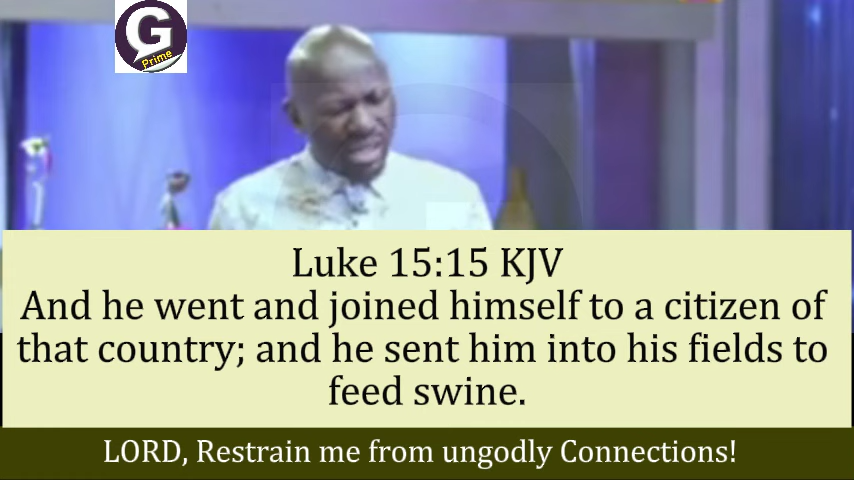 G
Prime
Luke 15:15 KJV
And he went and joined himself to a citizen of
that country; and he sent him into his fields to
feed swine.
LORD, Restrain me from ungodly Connections!